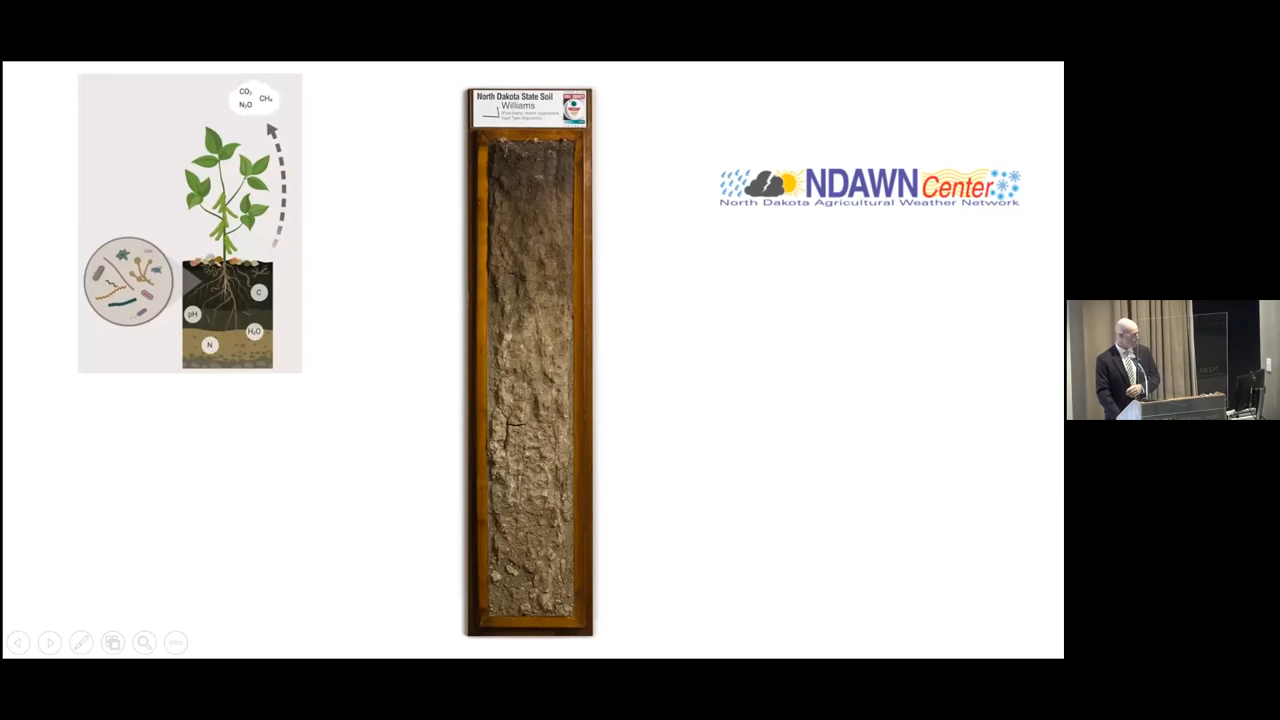 CO₂
CH₄
N₂O
C
pH
H₂O
N
North Dakota State Soil
Williams
NDAWN Center
North Dakota Agricultural Weather Network